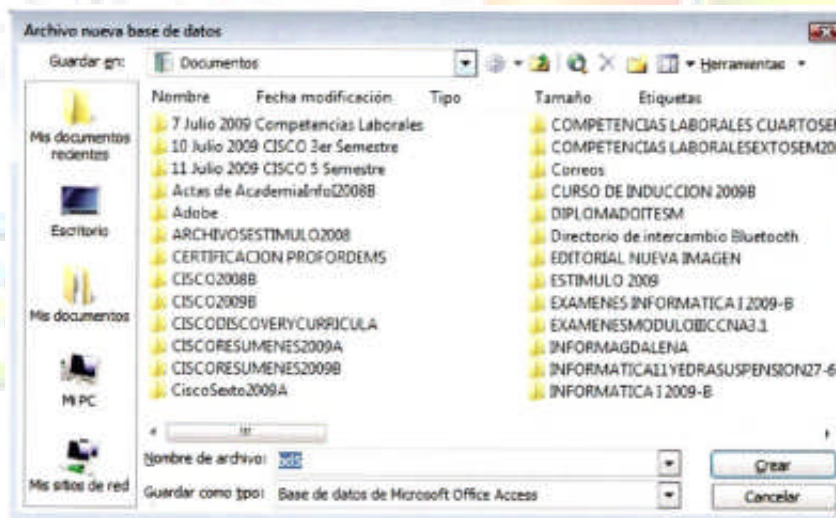 Archivo nueva base de datos
Guardar en: Documentos Herramientas
Nombre Fecha modificación Tipo Tamaño Etiquetas
Mis documentos recientes
Escritorio
Mis documentos
Mi PC
Mis sitios de red
7 Julio 2009 Competencias Laborales
10 Julio 2009 CISCO 3er Semestre
11 Julio 2009 CISCO 5 Semestre
Actas de AcademiaInfoI2008B
Adobe
ARCHIVOSESTIMULO2008
CERTIFICACION PROFORDEMS
CISCO2008B
CISCO2009B
CISCODISCOVERYCURRICULA
CISCORESUMENES2009A
CISCORESUMENES2009B
CiscoSexto2009A
COMPETENCIAS LABORALES CUARTOSE
COMPETENCIAS LABORALESEXTOSEM20
Correos
CURSO DE INDUCCION 2009B
DIPLOMADOITESM
Directorio de intercambio Bluetooth
EDITORIAL NUEVA IMAGEN
ESTIMULO 2009
EXAMENES INFORMATICA I 2009-B
EXAMENESMODULOIIICCNA3.1
INFORMAGDALENA
INFORMATICA I 2009-B
Nombre de archivo:
Crear
Guardar como tipo: Base de datos de Microsoft Office Access
Cancelar